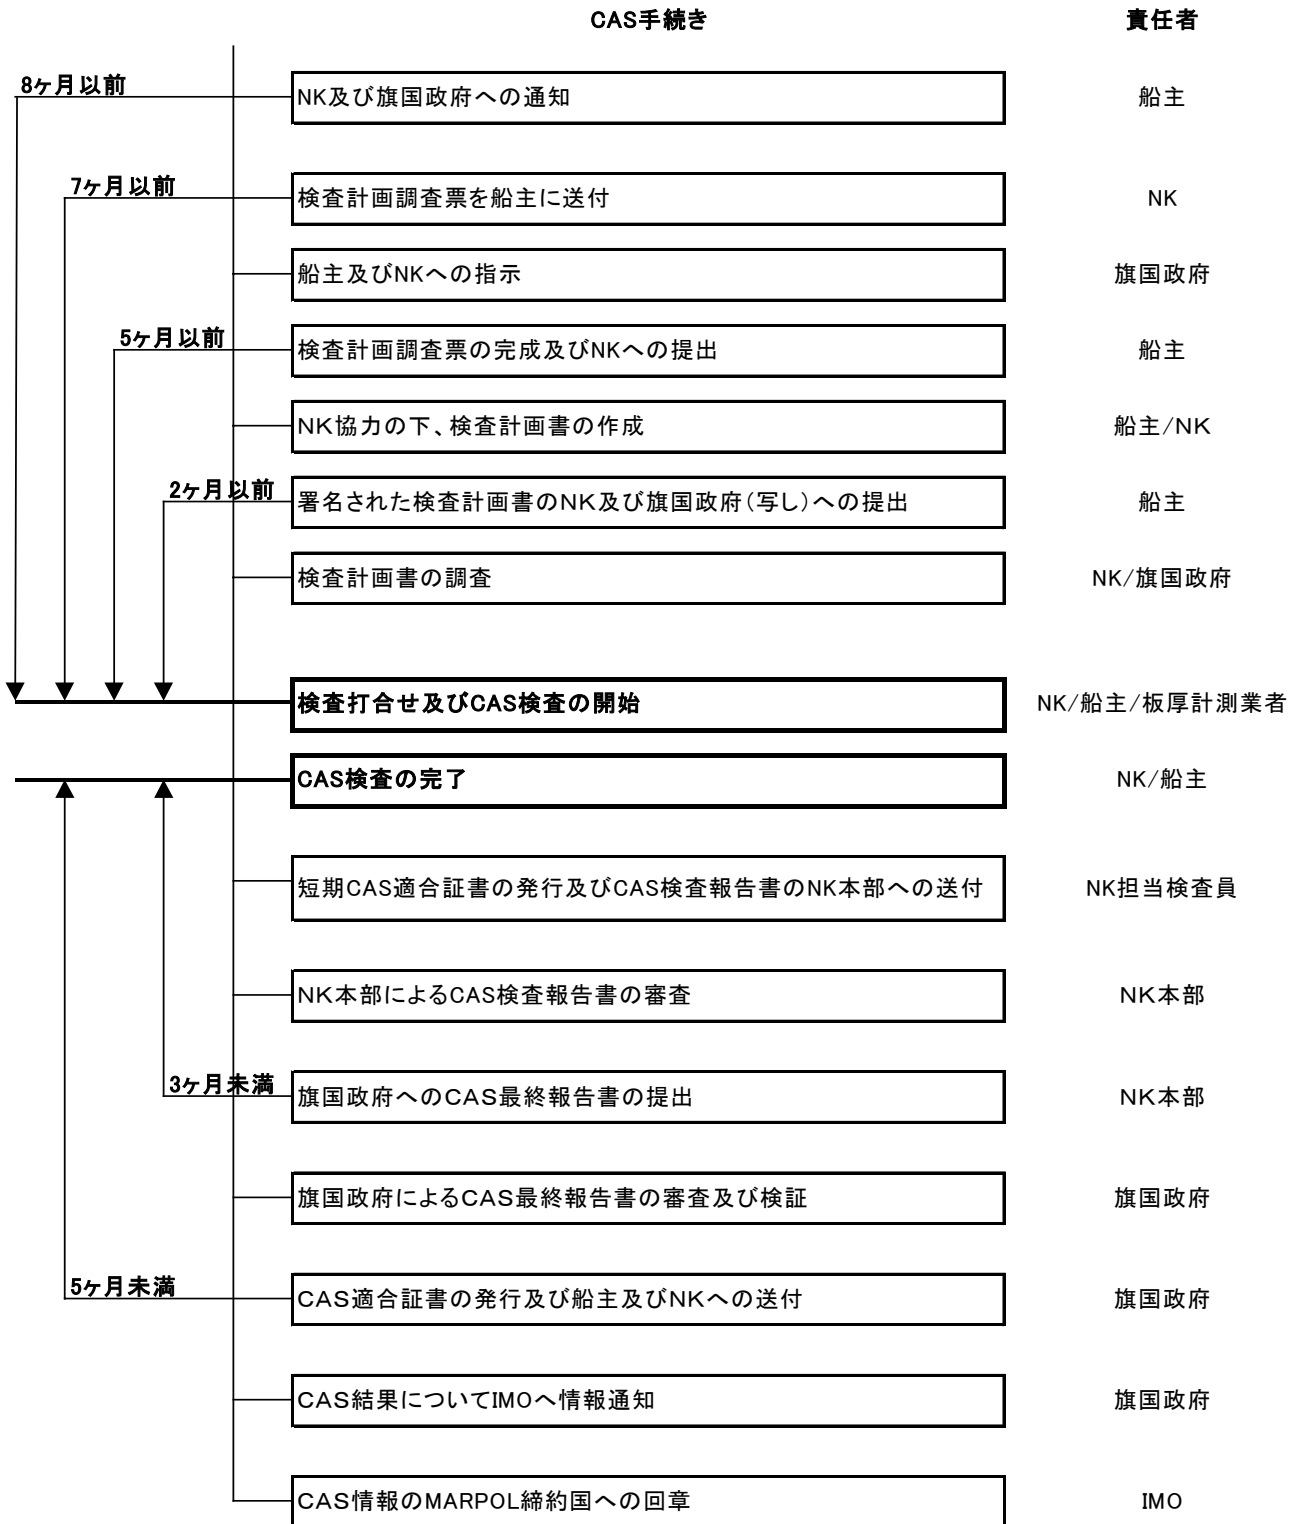 CAS手続き 責任者
8ヶ月以前 NK及び旗国政府への通知 船主
7ヶ月以前 検査計画調査票を船主に送付 NK
船主及びNKへの指示 旗国政府
5ヶ月以前 検査計画調査票の完成及びNKへの提出 船主
NK協力の下、検査計画書の作成 船主/NK
2ヶ月以前 署名された検査計画書のNK及び旗国政府(写し)への提出 船主
検査計画書の調査 NK/旗国政府
検査打合せ及びCAS検査の開始 NK/船主/板厚計測業者
CAS検査の完了 NK/船主
短期CAS適合証書の発行及びCAS検査報告書のNK本部への送付 NK担当検査員
NK本部によるCAS検査報告書の審査 NK本部
3ヶ月未満 旗国政府へのCAS最終報告書の提出 NK本部
旗国政府によるCAS最終報告書の審査及び検証 旗国政府
5ヶ月未満 CAS適合証書の発行及び船主及びNKへの送付 旗国政府
CAS結果についてIMOへ情報通知 旗国政府
CAS情報のMARPOL締約国への回章 IMO